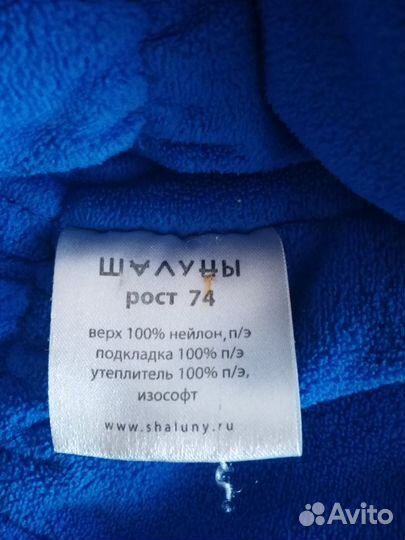 ШАЛУНЫ
рост 74
верх 100% нейлон, п/э
подкладка 100% п/э
утеплитель 100% п/э,
изософт
www.shaluny.ru
Avito